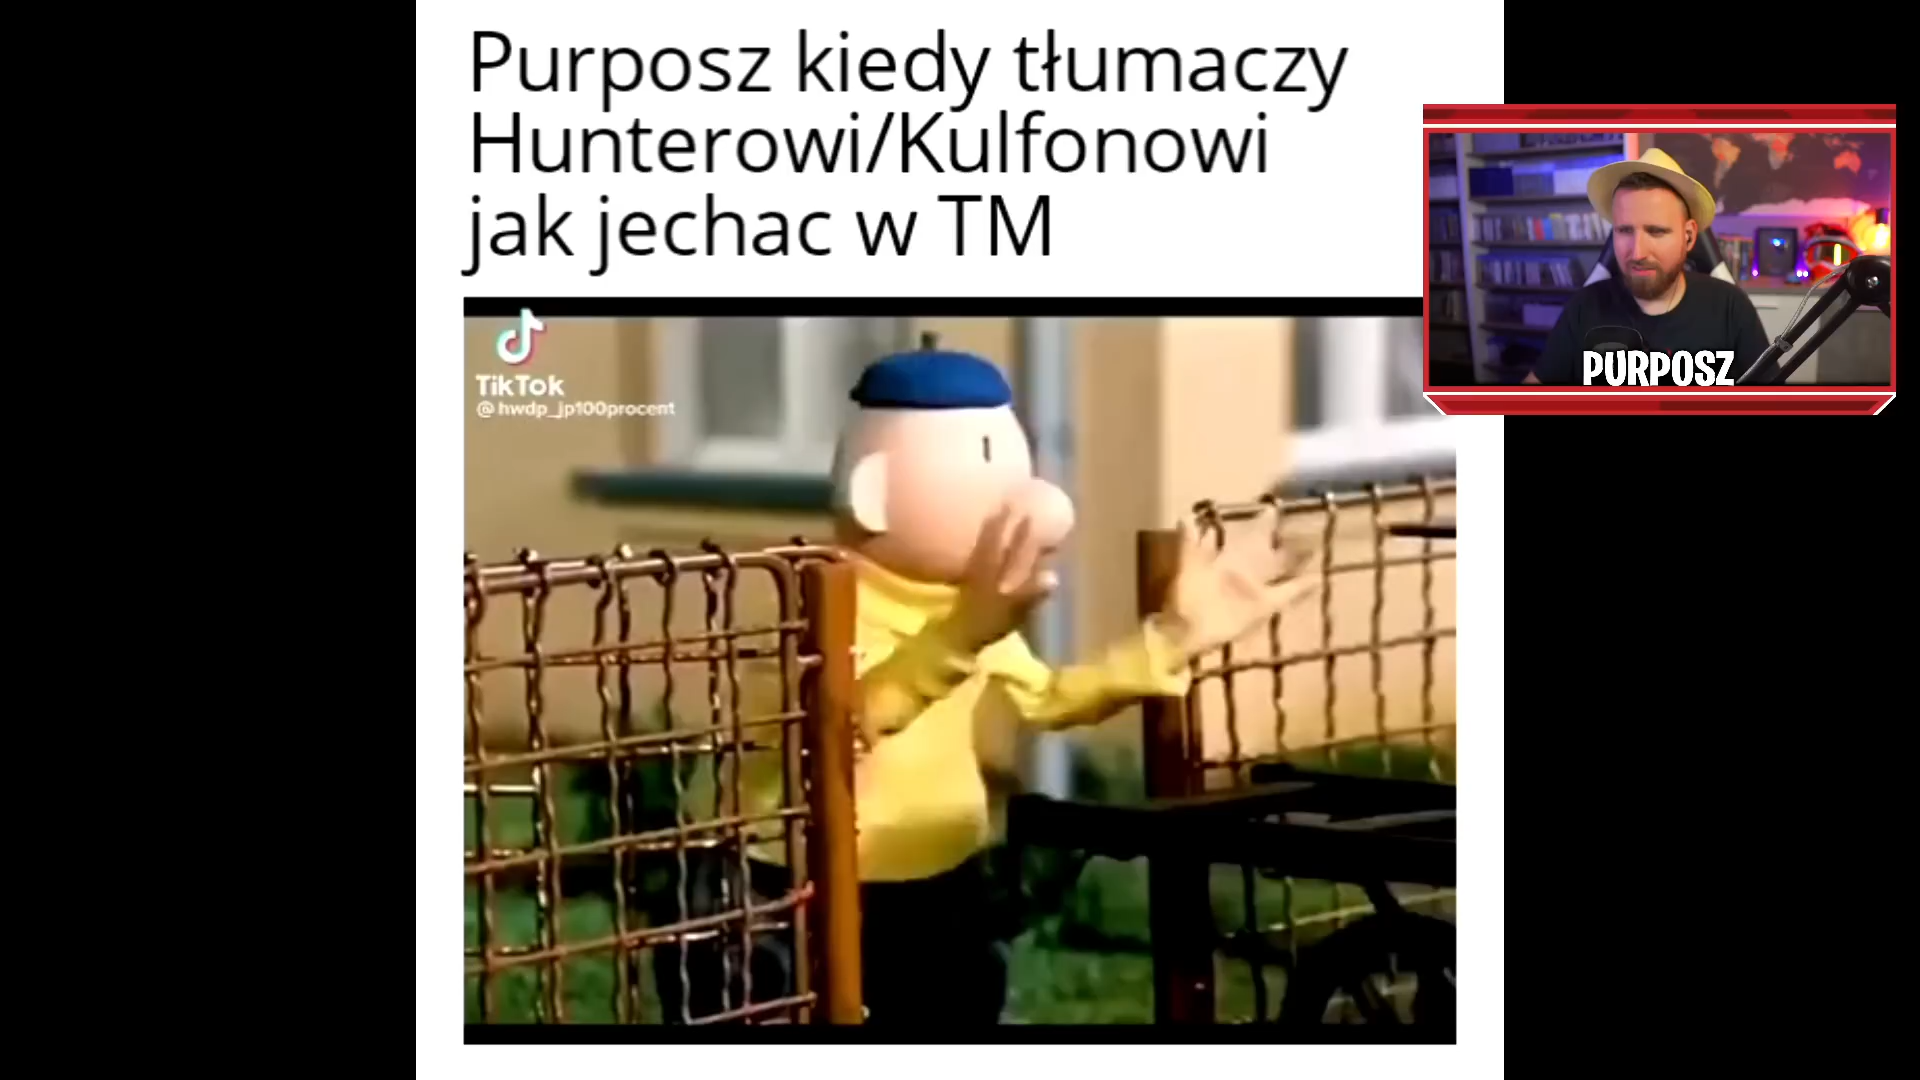 Purposz kiedy tłumaczy
Hunterowi/Kulfonowi
jak jechac w TM
TikTok
@hwdp_jp100procent
PURPOSZ